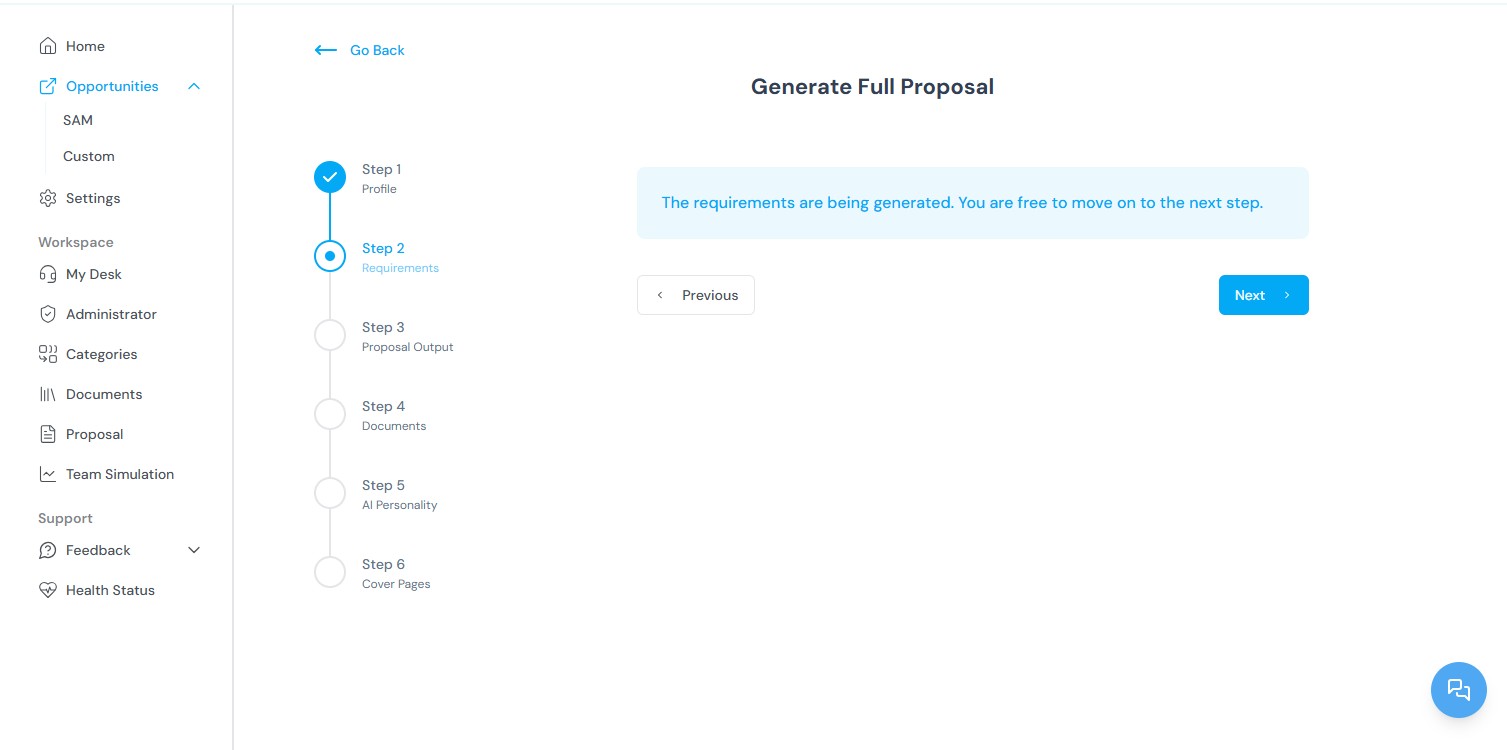 Home
Opportunities
SAM
Custom
Settings
Workspace
My Desk
Administrator
Categories
Documents
Proposal
Team Simulation
Support
Feedback
Health Status
Go Back
Generate Full Proposal
Step 1
Profile
Step 2
Requirements
Step 3
Proposal Output
Step 4
Documents
Step 5
AI Personality
Step 6
Cover Pages
The requirements are being generated. You are free to move on to the next step.
Previous
Next